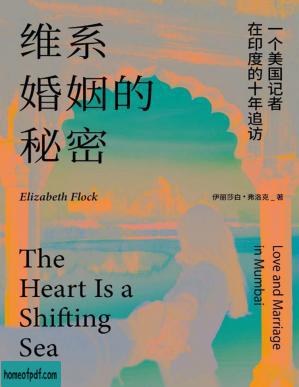 维系
婚姻的
秘密
一个美国记者
在印度的十年追访
Elizabeth Flock
伊丽莎白·弗洛克_著
The
Heart Is a
Shifting
Sea
Love and Marriage
in Mumbai
homeofpdf.com